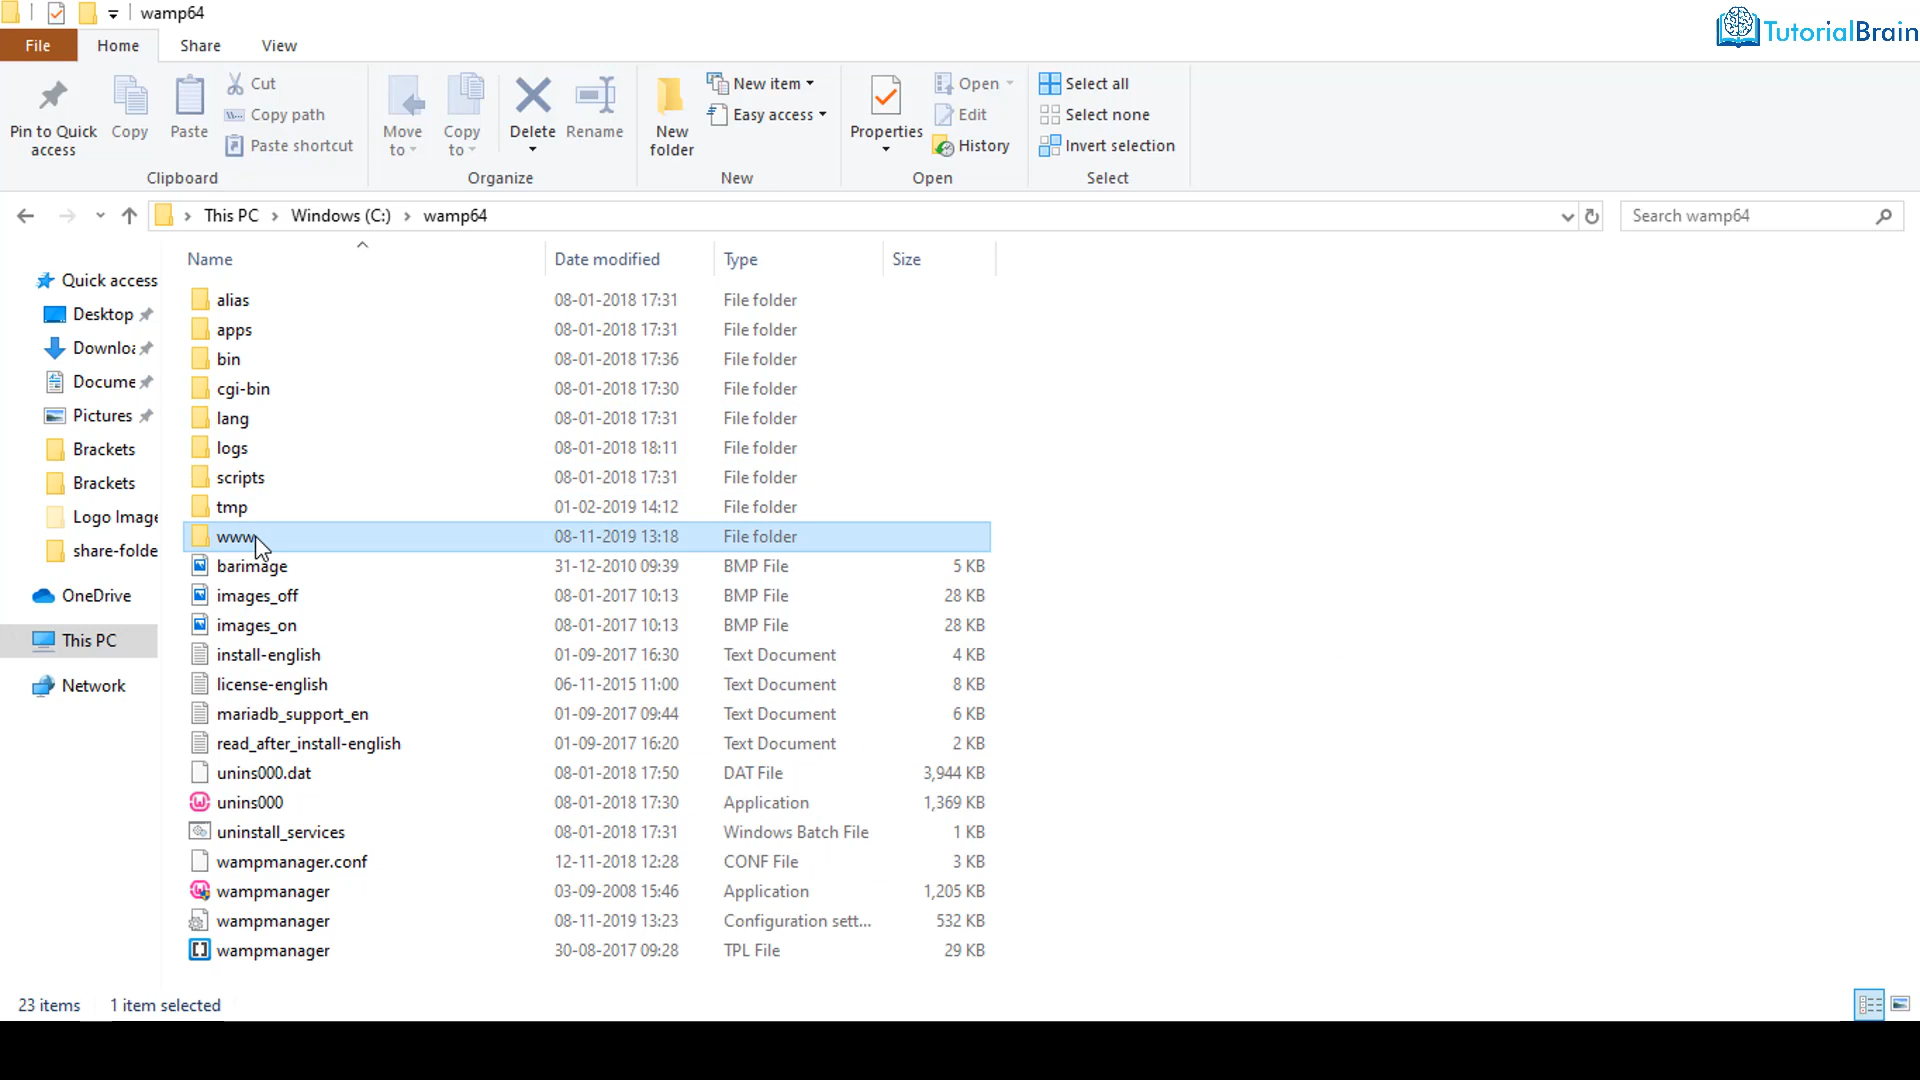 wamp64
TutorialBrain
File Home Share View
Pin to Quick access
Copy
Paste
Cut
Copy path
Paste shortcut
Clipboard
Move to
Copy to
Delete
Rename
Organize
New folder
New item
Easy access
New
Properties
Open
Edit
History
Open
Select all
Select none
Invert selection
Select
This PC > Windows (C:) > wamp64
Search wamp64
Quick access
Desktop
Downloa
Docume
Pictures
Brackets
Brackets
Logo Image
share-folde
OneDrive
This PC
Network
Name Date modified Type Size
alias 08-01-2018 17:31 File folder
apps 08-01-2018 17:31 File folder
bin 08-01-2018 17:36 File folder
cgi-bin 08-01-2018 17:30 File folder
lang 08-01-2018 17:31 File folder
logs 08-01-2018 18:11 File folder
scripts 08-01-2018 17:31 File folder
tmp 01-02-2019 14:12 File folder
www 08-11-2019 13:18 File folder
barimage 31-12-2010 09:39 BMP File 5 KB
images_off 08-01-2017 10:13 BMP File 28 KB
images_on 08-01-2017 10:13 BMP File 28 KB
install-english 01-09-2017 16:30 Text Document 4 KB
license-english 06-11-2015 11:00 Text Document 8 KB
mariadb_support_en 01-09-2017 09:44 Text Document 6 KB
read_after_install-english 01-09-2017 16:20 Text Document 2 KB
unins000.dat 08-01-2018 17:50 DAT File 3,944 KB
unins000 08-01-2018 17:30 Application 1,369 KB
uninstall_services 08-01-2018 17:31 Windows Batch File 1 KB
wampmanager.conf 12-11-2018 12:28 CONF File 3 KB
wampmanager 03-09-2008 15:46 Application 1,205 KB
wampmanager 08-11-2019 13:23 Configuration sett... 532 KB
wampmanager 30-08-2017 09:28 TPL File 29 KB
23 items 1 item selected